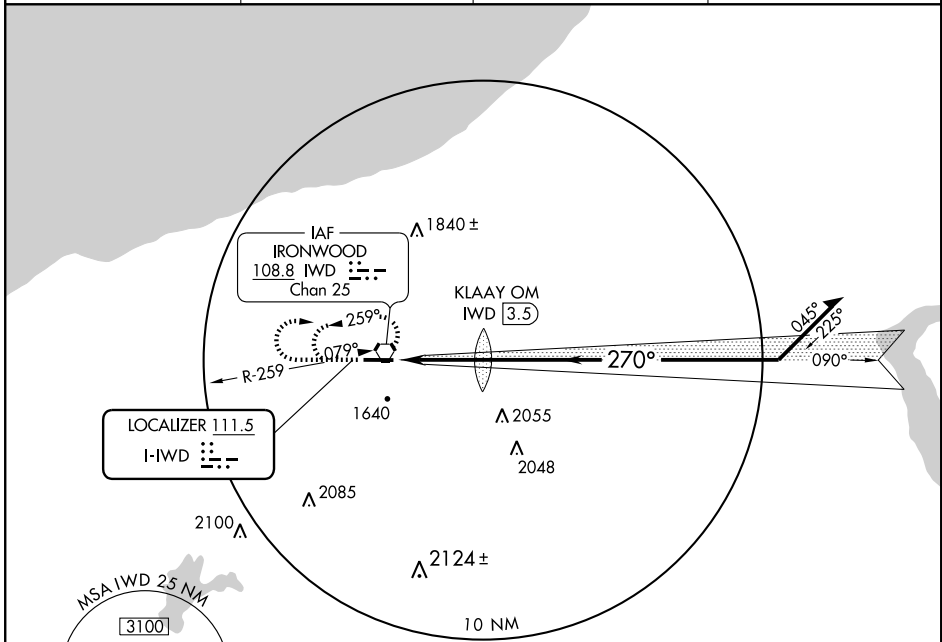 1840 ±
IAF
IRONWOOD
108.8 IWD
Chan 25
KLAAY OM
IWD 3.5
259°
079°
R-259
045°
225°
270°
090°
1640
LOCALIZER 111.5
I-IWD
2055
2048
2085
2100
2124 ±
MSA IWD 25 NM
3100
10 NM